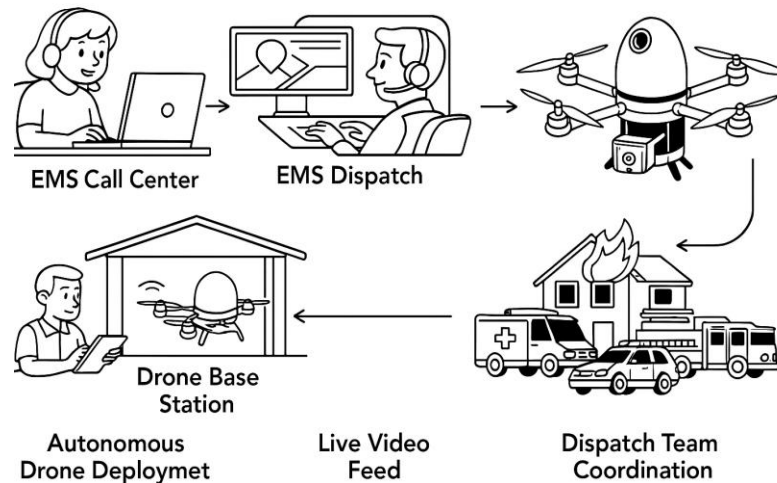 EMS Call Center
EMS Dispatch
Drone Base
Station
Autonomous
Drone Deploymet
Live Video
Feed
Dispatch Team
Coordination